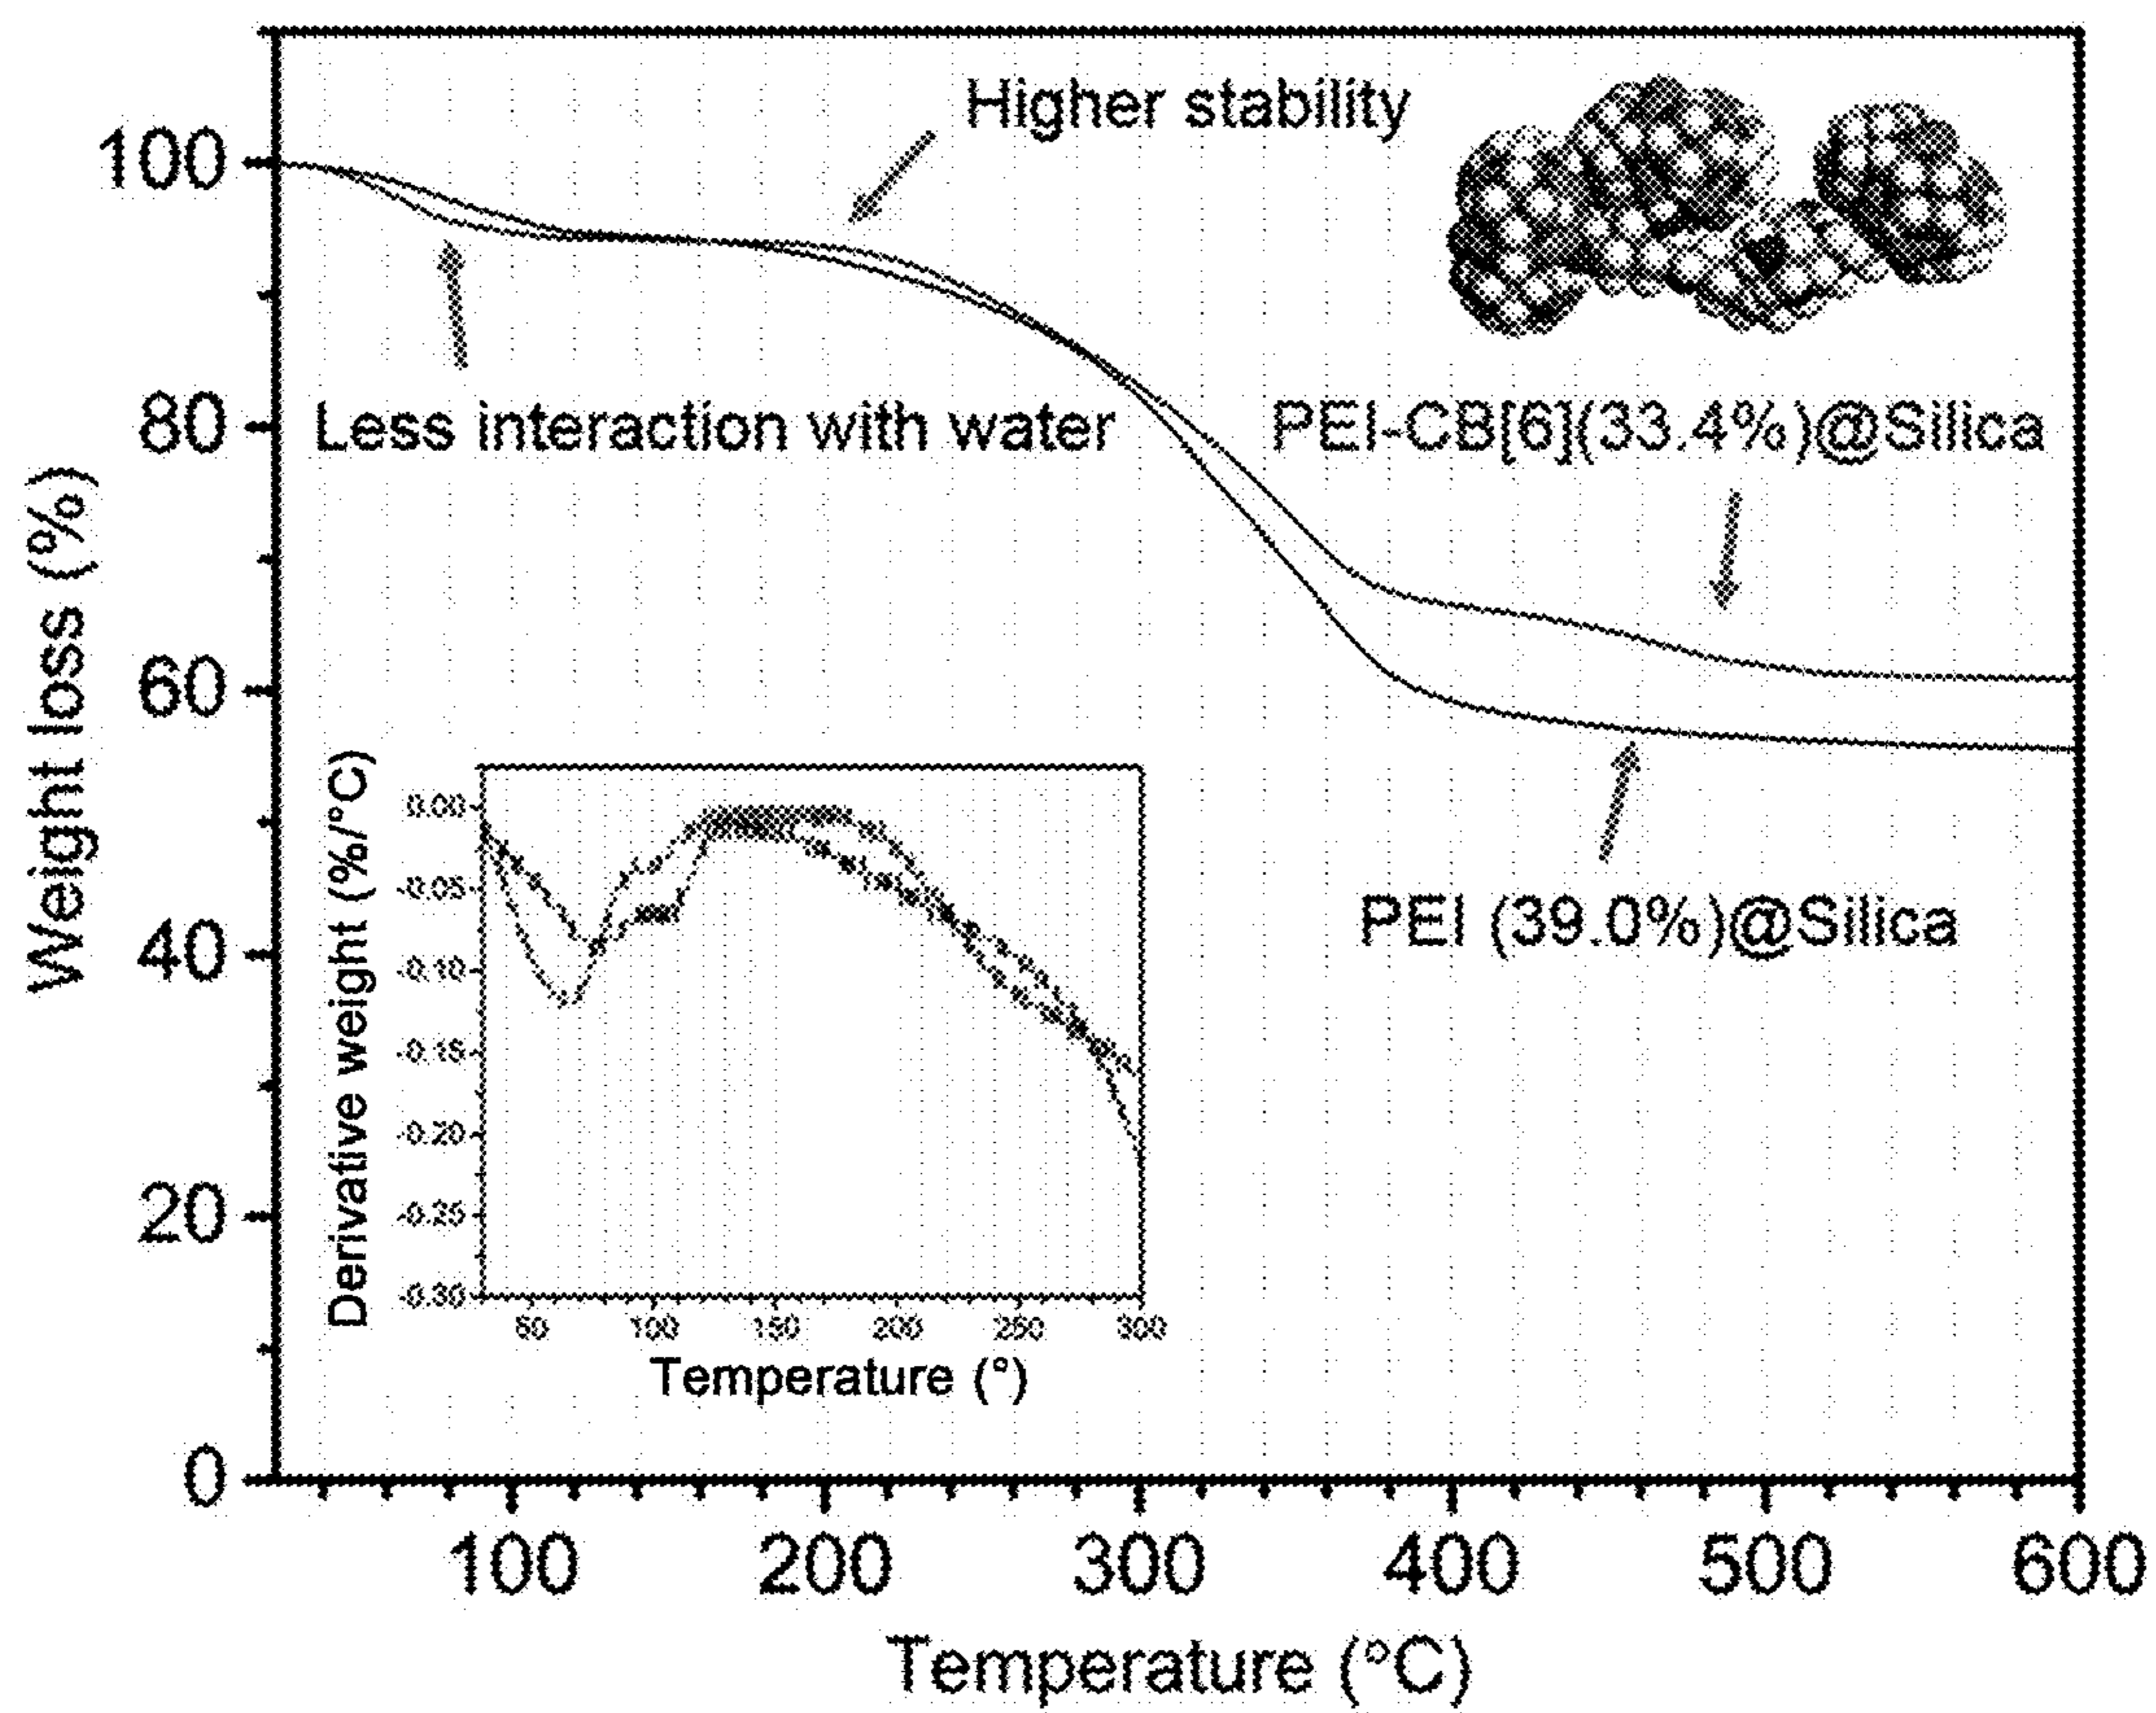 Higher stability
100
Less interaction with water
80
PEI-CB[6](33.4%)@Silica
Weight loss (%)
60
PEI (39.0%)@Silica
40
20
0
Derivative weight (%/°C)
0.00
-0.05
-0.10
-0.15
-0.20
-0.25
-0.30
50 100 150 200 250 300
Temperature (°)
100 200 300 400 500 600
Temperature (°C)